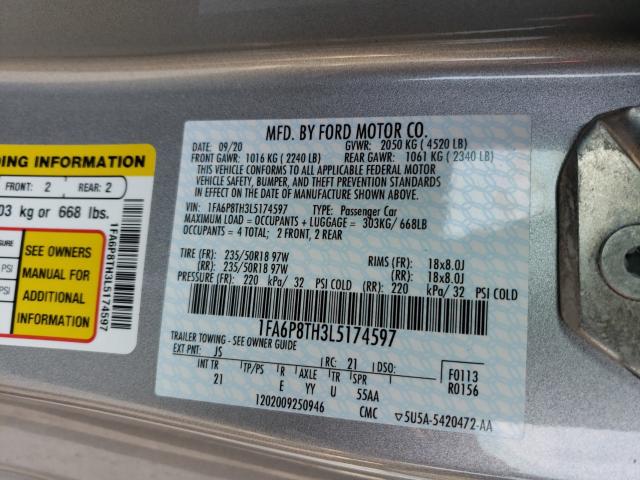 DING INFORMATION
FRONT: 2 REAR: 2
03 kg or 668 lbs.
SEE OWNERS
MANUAL FOR
ADDITIONAL
INFORMATION
PSI
PSI
1FA6P8TH3L5174597
MFD. BY FORD MOTOR CO.
DATE: 09/20 GVWR: 2050 KG ( 4520 LB)
FRONT GAWR: 1016 KG ( 2240 LB) REAR GAWR: 1061 KG ( 2340 LB)
THIS VEHICLE CONFORMS TO ALL APPLICABLE FEDERAL MOTOR
VEHICLE SAFETY, BUMPER, AND THEFT PREVENTION STANDARDS
IN EFFECT ON THE DATE OF MANUFACTURE SHOWN ABOVE.
VIN: 1FA6P8TH3L5174597 TYPE: Passenger Car
MAXIMUM LOAD = OCCUPANTS + LUGGAGE = 303KG/ 668LB
OCCUPANTS = 4 TOTAL; 2 FRONT, 2 REAR
TIRE (FR): 235/50R18 97W RIMS (FR): 18x8.0J
(RR): 235/50R18 97W (RR): 18x8.0J
PRESSURE (FR): 220 kPa/ 32 PSI COLD (RR): 220 kPa/ 32 PSI COLD
1FA6P8TH3L5174597
TRAILER TOWING - SEE OWNER GUIDE
EXT PNT: JS RC: 21 DSO: F0113
INT TR TP/PS R AXLE TR SPR R0156
21 E YY U 55AA
1202009250946 CMC ▽5U5A-5420472-AA